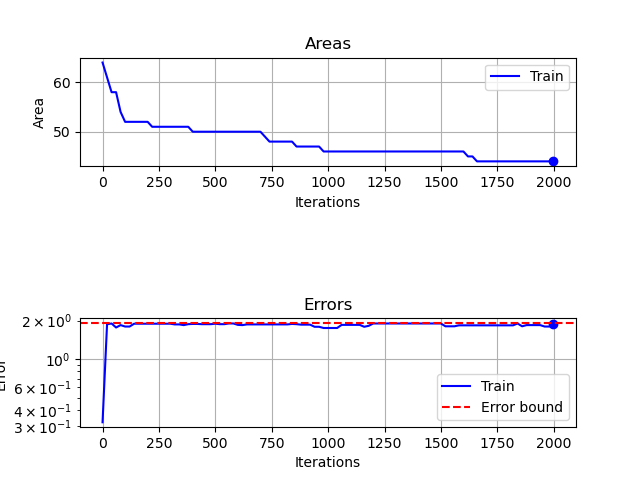 Areas
60
50
Area
Train
0 250 500 750 1000 1250 1500 1750 2000
Iterations
Errors
2 × 10⁰
10⁰
6 × 10⁻¹
4 × 10⁻¹
3 × 10⁻¹
Error
Train
Error bound
0 250 500 750 1000 1250 1500 1750 2000
Iterations